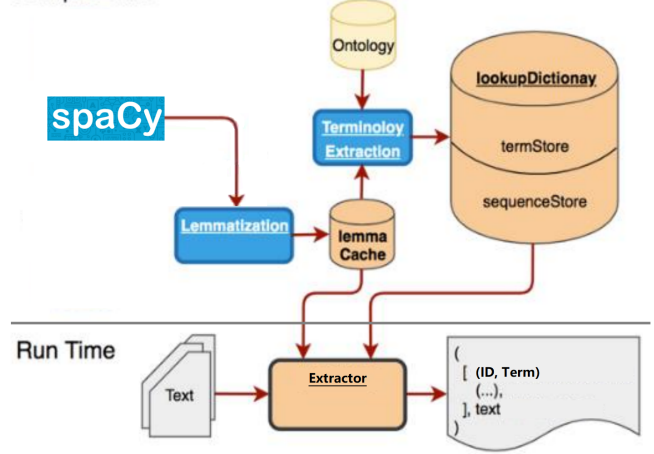 Ontology
lookupDictionay
spaCy
Terminoloy
Extraction
termStore
sequenceStore
Lemmatization
lemma
Cache
Run Time
Text
Extractor
(
[ (ID, Term)
(...),
], text
)